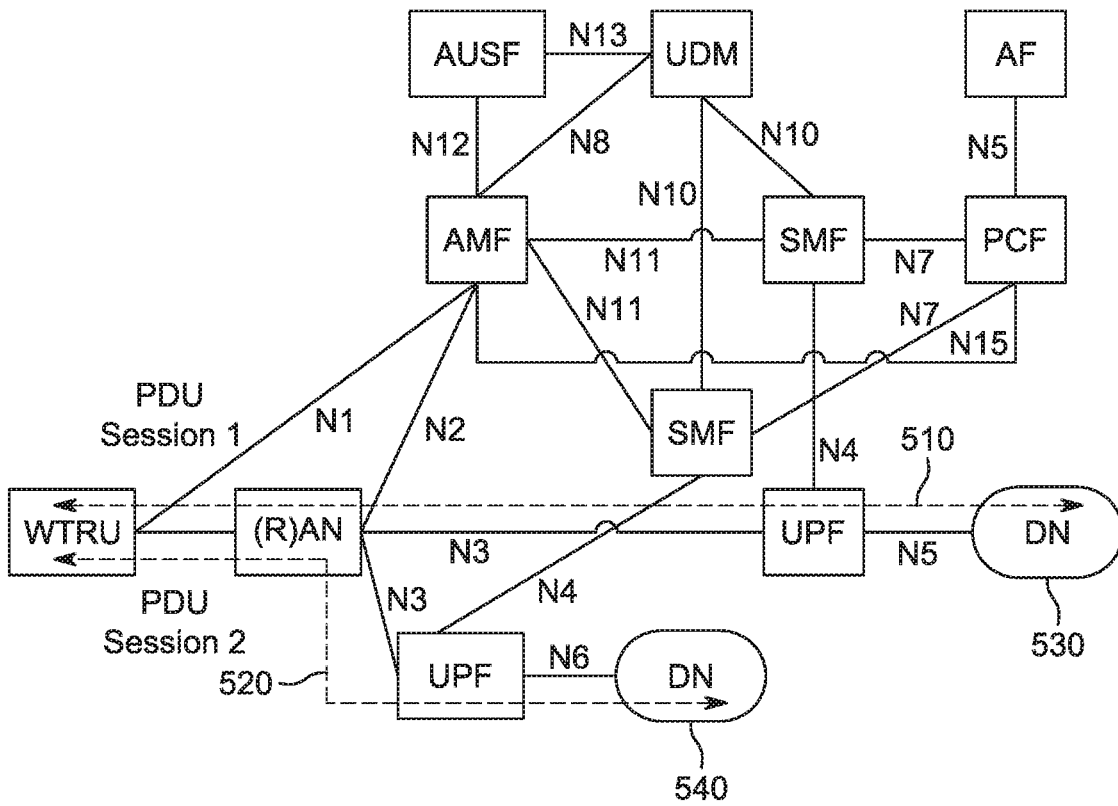 AUSF
N13
UDM
AF
N12
N8
N10
N10
N5
AMF
N11
SMF
N7
PCF
N11
N7
N15
PDU
Session 1
N1
N2
SMF
N4
510
WTRU
(R)AN
N3
UPF
N5
DN
530
PDU
Session 2
520
N3
N4
UPF
N6
DN
540